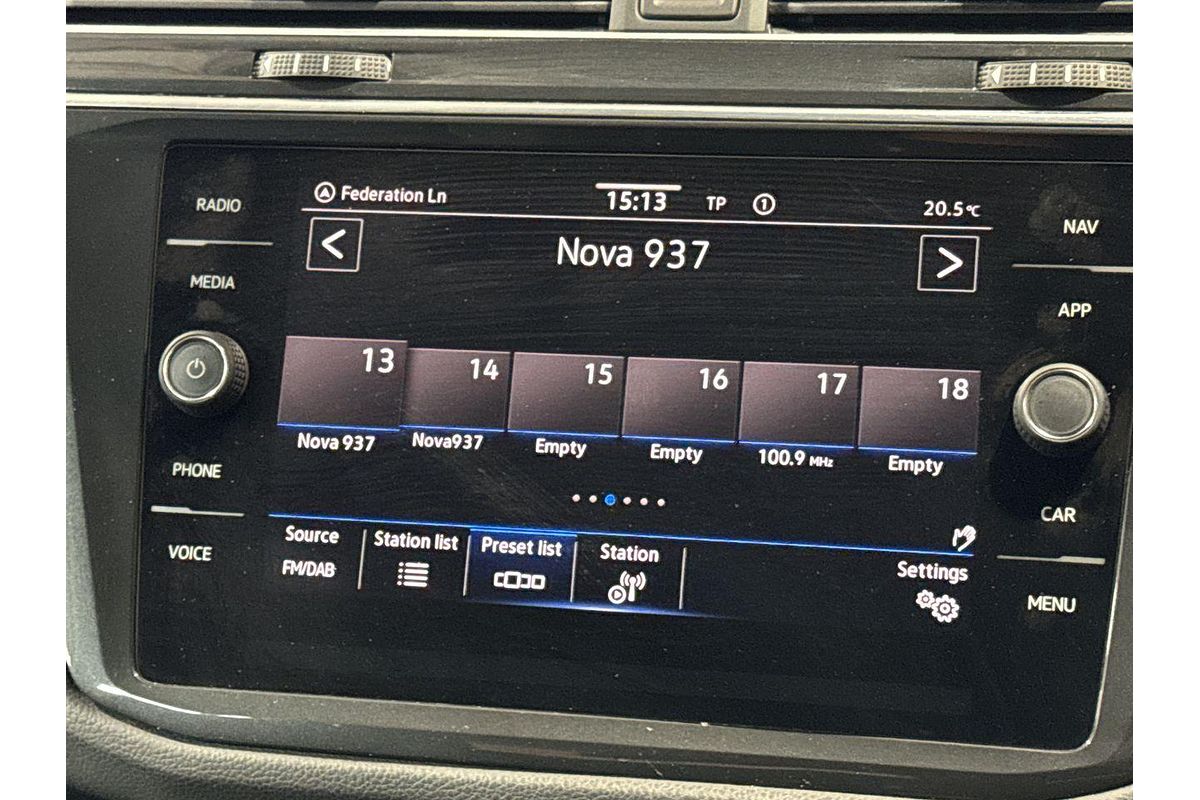 Federation Ln 15:13 TP 1 20.5°C
< Nova 937 >
RADIO
MEDIA
PHONE
VOICE
13 14 15 16 17 18
Nova 937 Nova937 Empty Empty 100.9 MHz Empty
Source Station list Preset list Station Settings
FM/DAB
NAV
APP
CAR
MENU